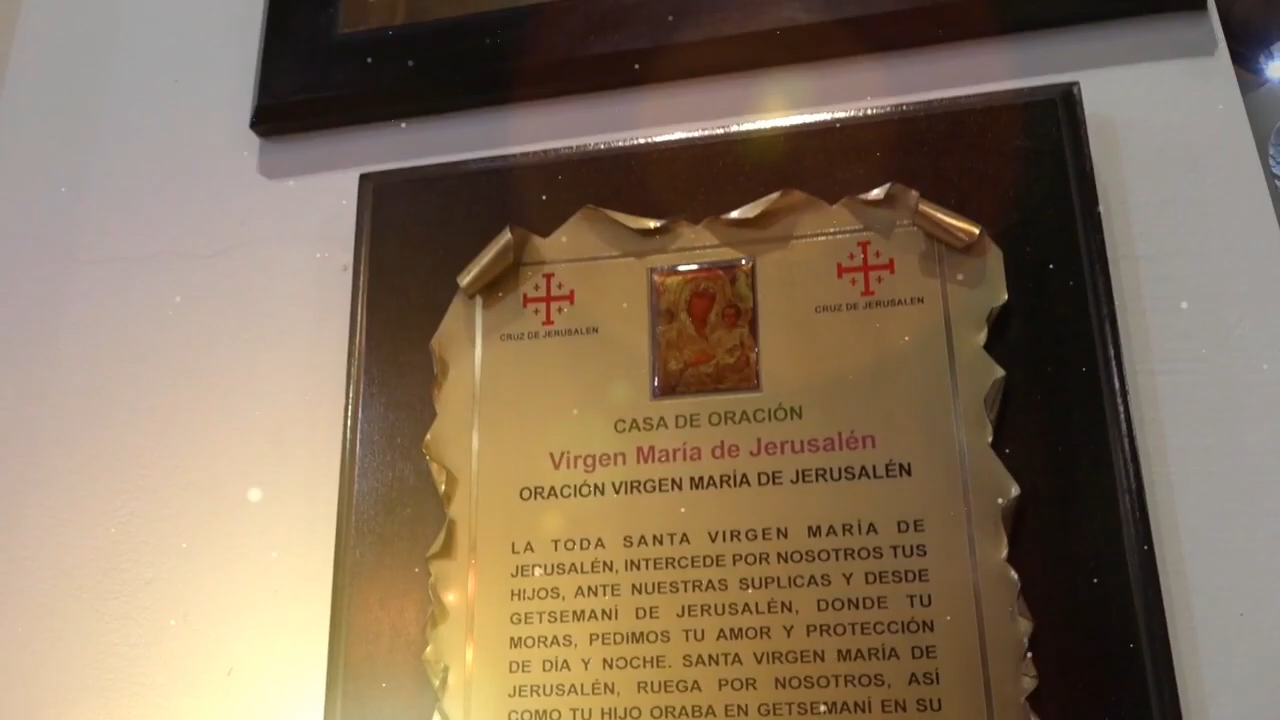 CRUZ DE JERUSALEN
CRUZ DE JERUSALEN
CASA DE ORACIÓN
Virgen María de Jerusalén
ORACIÓN VIRGEN MARÍA DE JERUSALÉN
LA TODA SANTA VIRGEN MARÍA DE
JERUSALÉN, INTERCEDE POR NOSOTROS TUS
HIJOS, ANTE NUESTRAS SUPLICAS Y DESDE
GETSEMANÍ DE JERUSALÉN, DONDE TU
MORAS, PEDIMOS TU AMOR Y PROTECCIÓN
DE DÍA Y NOCHE. SANTA VIRGEN MARÍA DE
JERUSALÉN, RUEGA POR NOSOTROS, ASÍ
COMO TU HIJO ORABA EN GETSEMANÍ EN SU